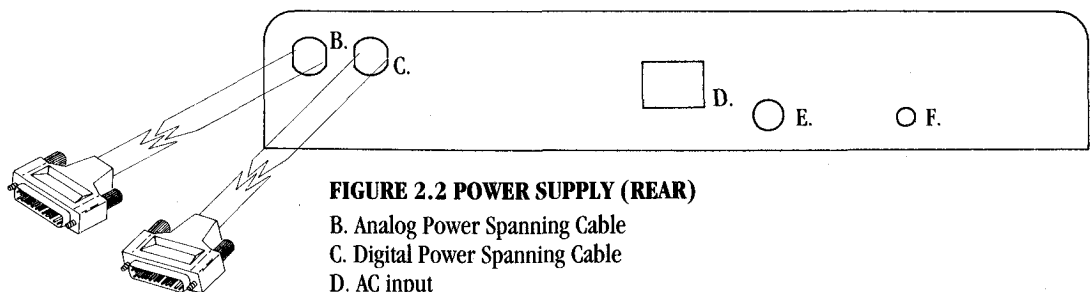 B.
C.
D.
E.
F.
FIGURE 2.2 POWER SUPPLY (REAR)
B. Analog Power Spanning Cable
C. Digital Power Spanning Cable
D. AC input